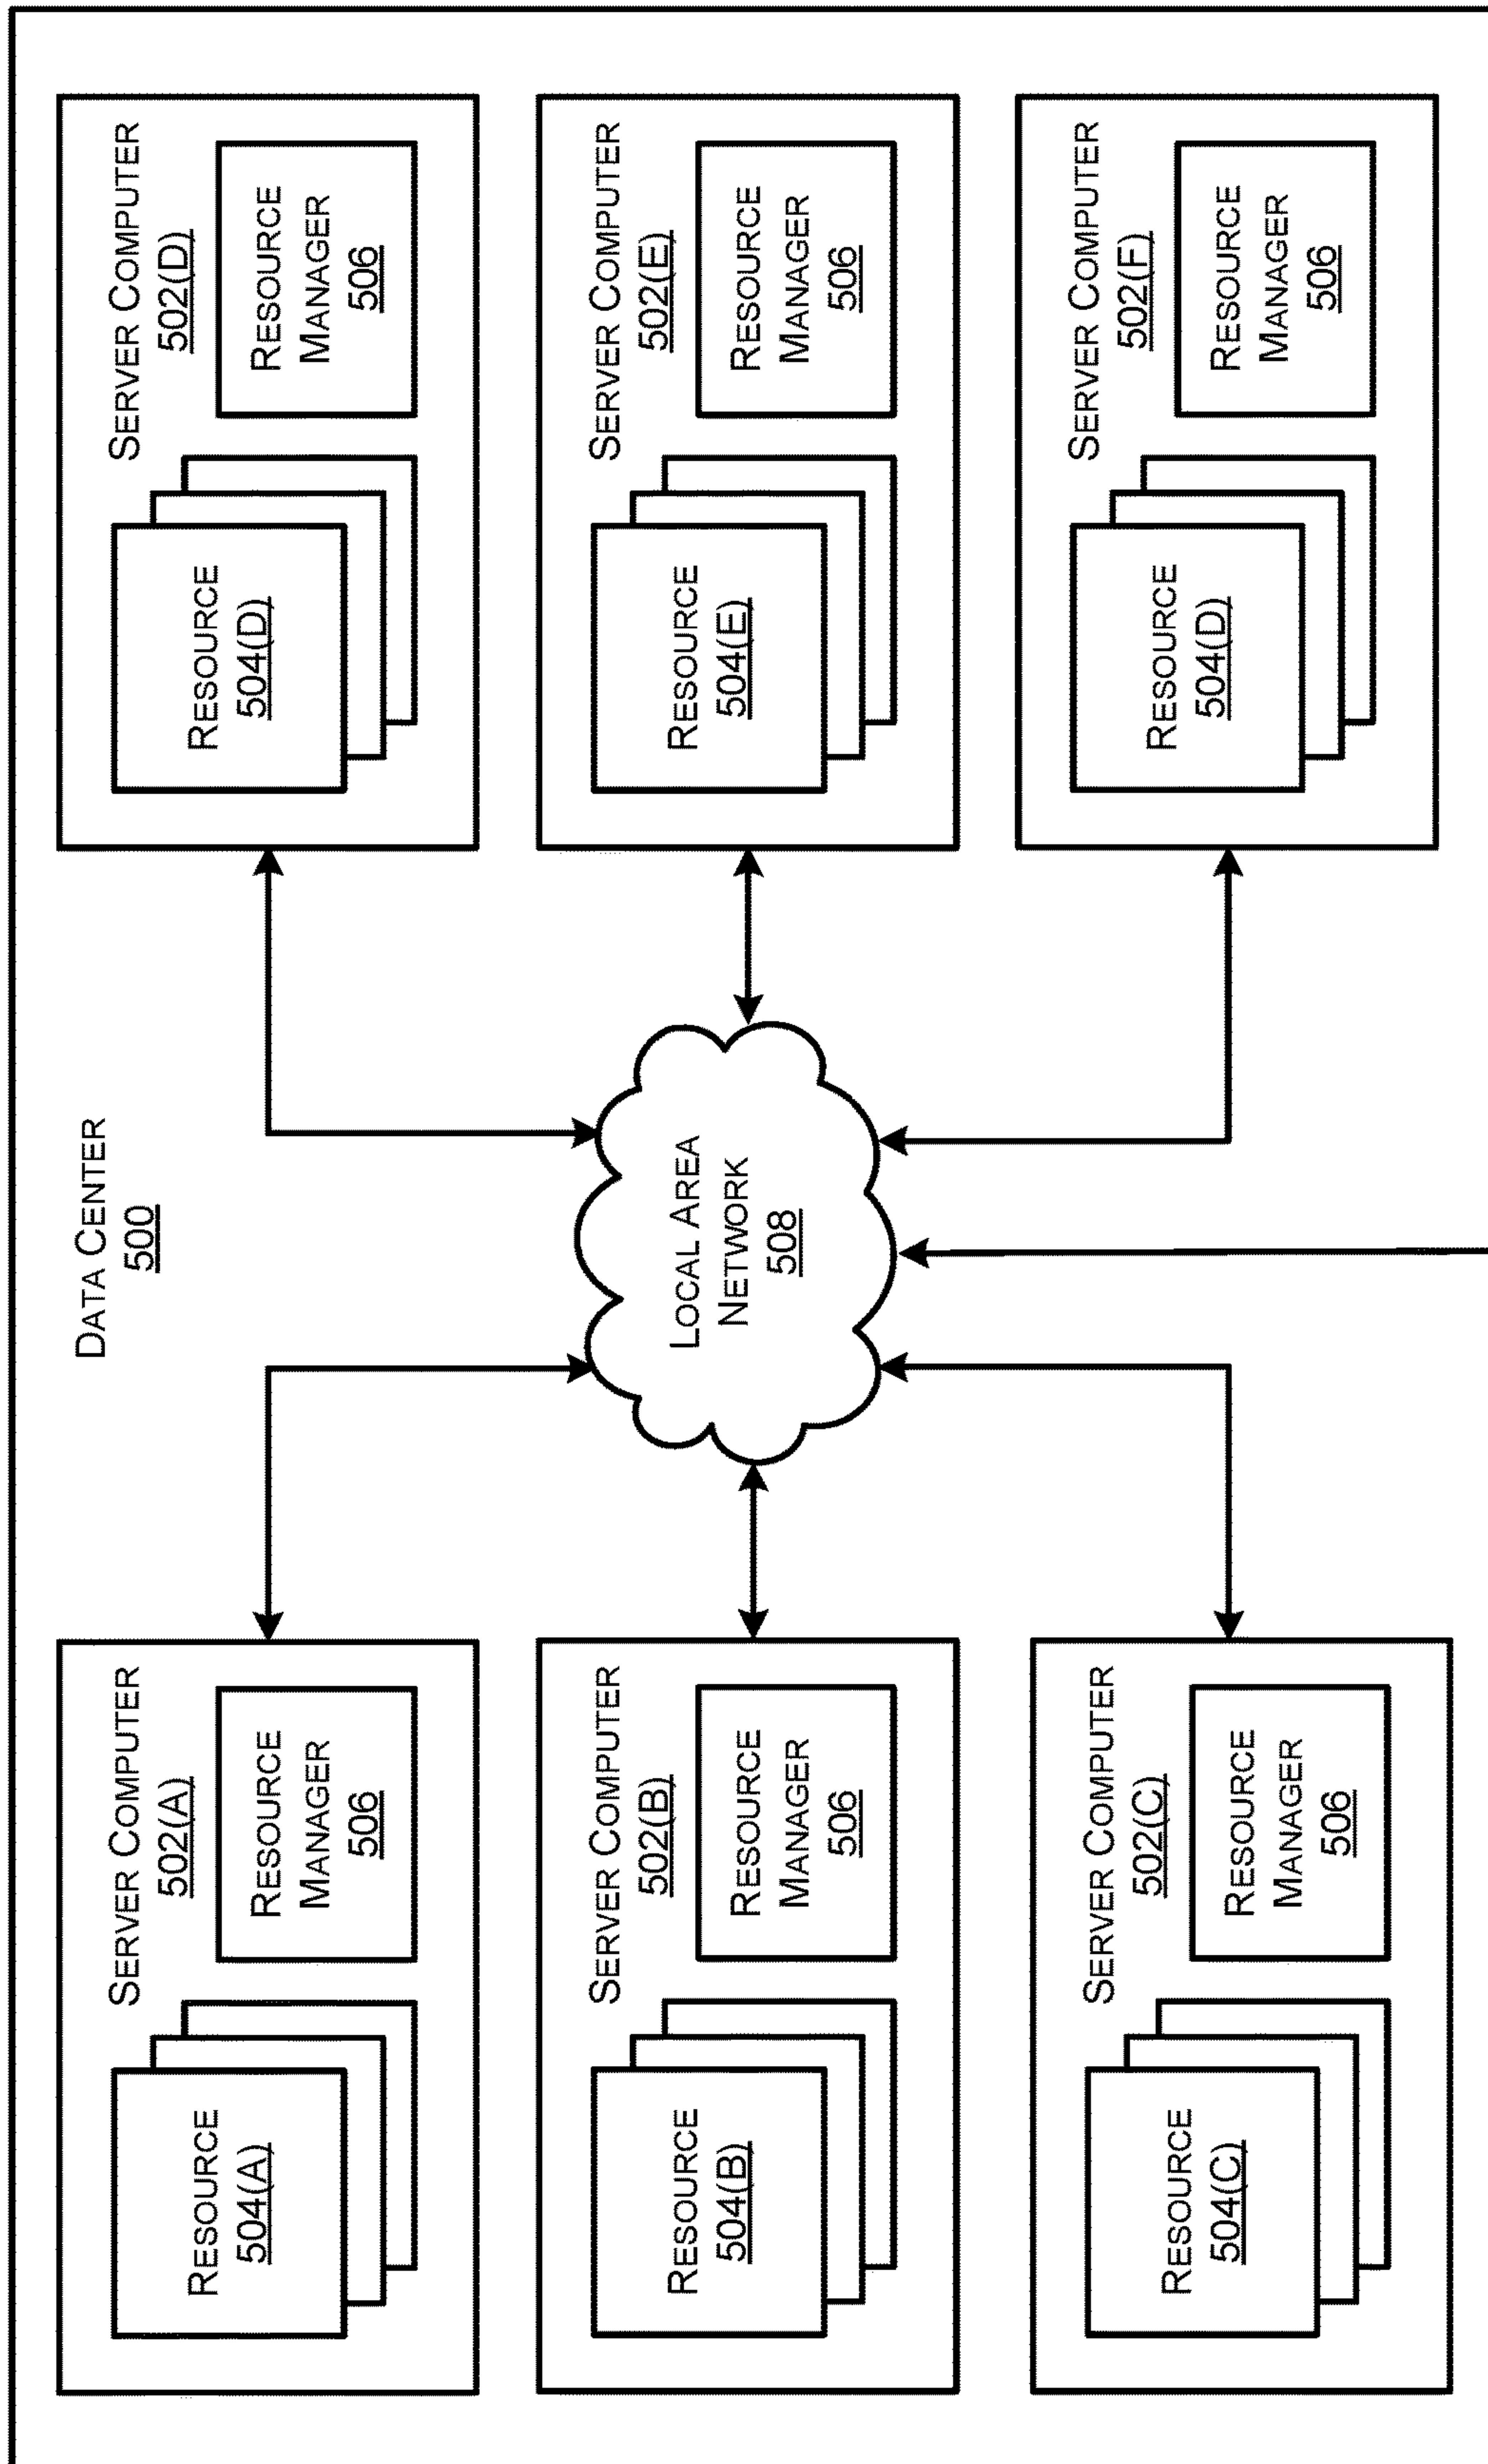 DATA CENTER
500
SERVER COMPUTER
502(A)
RESOURCE
504(A)
RESOURCE
MANAGER
506
SERVER COMPUTER
502(B)
RESOURCE
504(B)
RESOURCE
MANAGER
506
SERVER COMPUTER
502(C)
RESOURCE
504(C)
RESOURCE
MANAGER
506
LOCAL AREA
NETWORK
508
SERVER COMPUTER
502(D)
RESOURCE
504(D)
RESOURCE
MANAGER
506
SERVER COMPUTER
502(E)
RESOURCE
504(E)
RESOURCE
MANAGER
506
SERVER COMPUTER
502(F)
RESOURCE
504(D)
RESOURCE
MANAGER
506